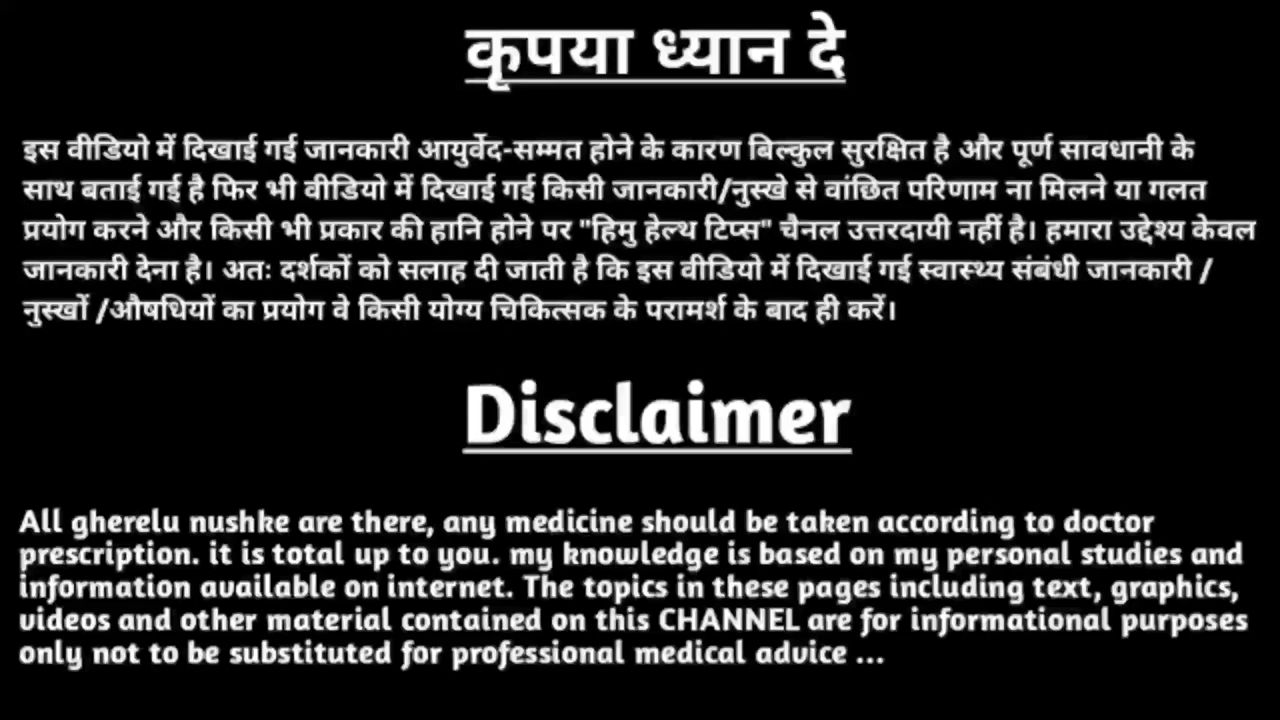 कृपया ध्यान दे
इस वीडियो में दिखाई गई जानकारी आयुर्वेद-सम्मत होने के कारण बिल्कुल सुरक्षित है और पूर्ण सावधानी के
साथ बताई गई है फिर भी वीडियो में दिखाई गई किसी जानकारी/नुस्खे से वांछित परिणाम ना मिलने या गलत
प्रयोग करने और किसी भी प्रकार की हानि होने पर "हिमु हेल्थ टिप्स" चैनल उत्तरदायी नहीं है। हमारा उद्देश्य केवल
जानकारी देना है। अतः दर्शकों को सलाह दी जाती है कि इस वीडियो में दिखाई गई स्वास्थ्य संबंधी जानकारी /
नुस्खों /औषधियों का प्रयोग वे किसी योग्य चिकित्सक के परामर्श के बाद ही करें।
Disclaimer
All gherelu nushke are there, any medicine should be taken according to doctor
prescription. it is total up to you. my knowledge is based on my personal studies and
information available on internet. The topics in these pages including text, graphics,
videos and other material contained on this CHANNEL are for informational purposes
only not to be substituted for professional medical advice ...